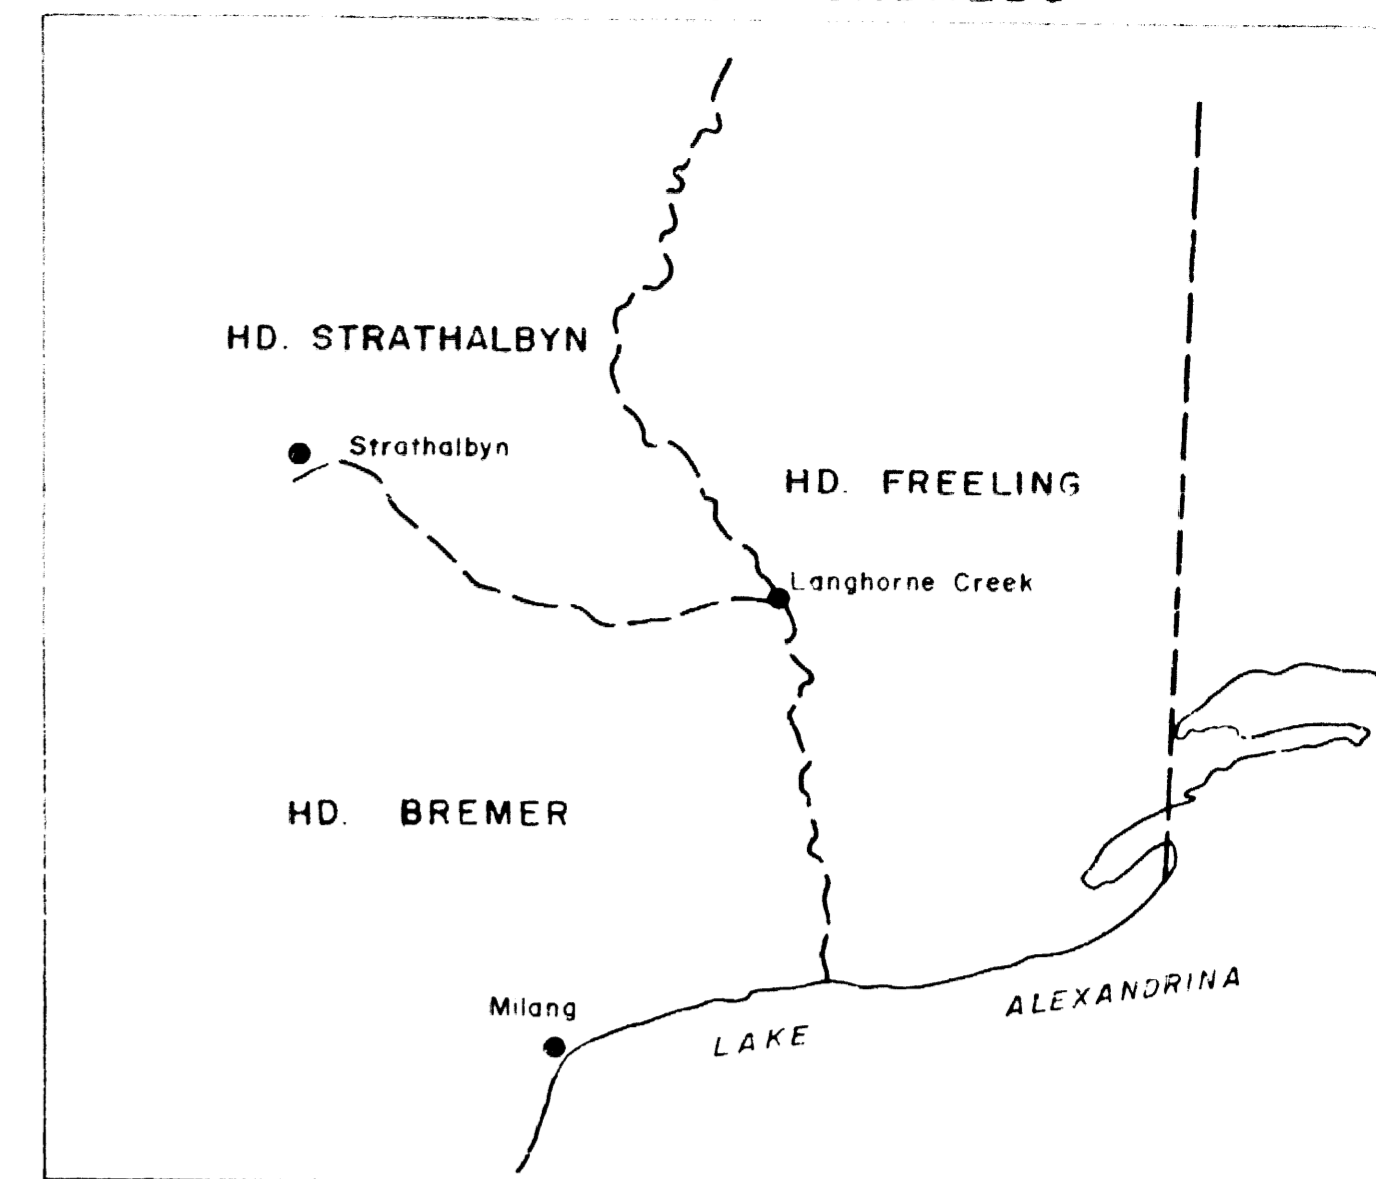 HD. STRATHALBYN
Strathalbyn
HD. FREELING
Langhorne Creek
HD. BREMER
Milang
LAKE ALEXANDRINA